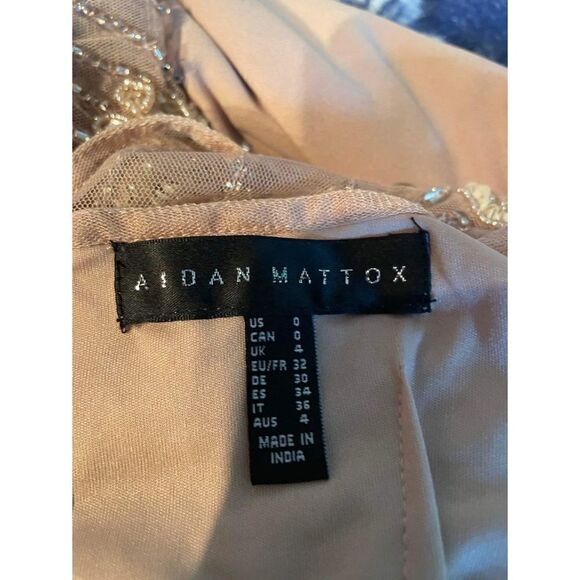 AIDAN MATTOX
US 0
CAN 0
UK 4
EU/FR 32
DE 30
ES 34
IT 36
AUS 4
MADE IN
INDIA